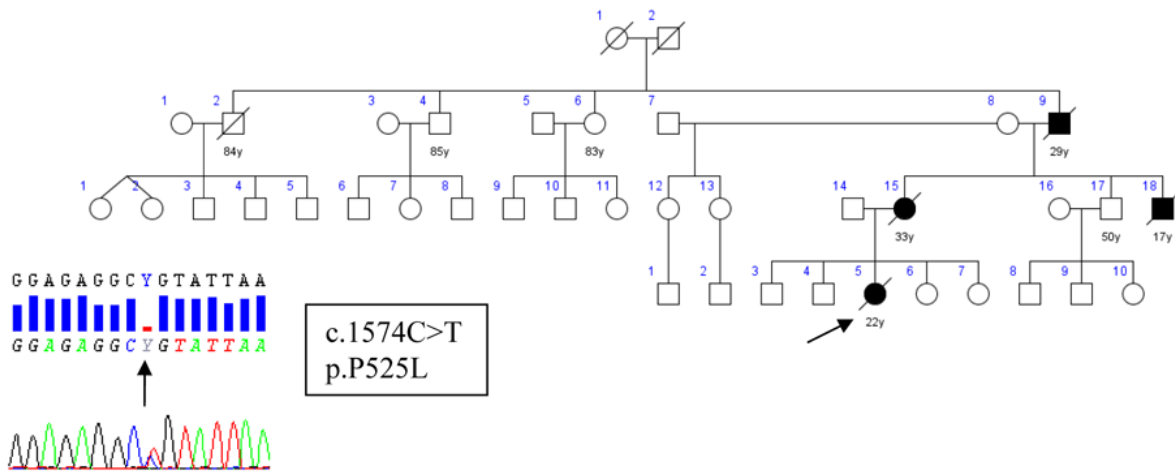 1 2
1 2 3 4 5 6 7 8 9
84y 85y 83y 29y
1 2 3 4 5 6 7 8 9 10 11 12 13 14 15 16 17 18
33y 50y 17y
1 2 3 4 5 6 7 8 9 10
22y
GGAGAGGCYGTATTAA
GGAGAGGCYGTATTAA
c.1574C>T
p.P525L